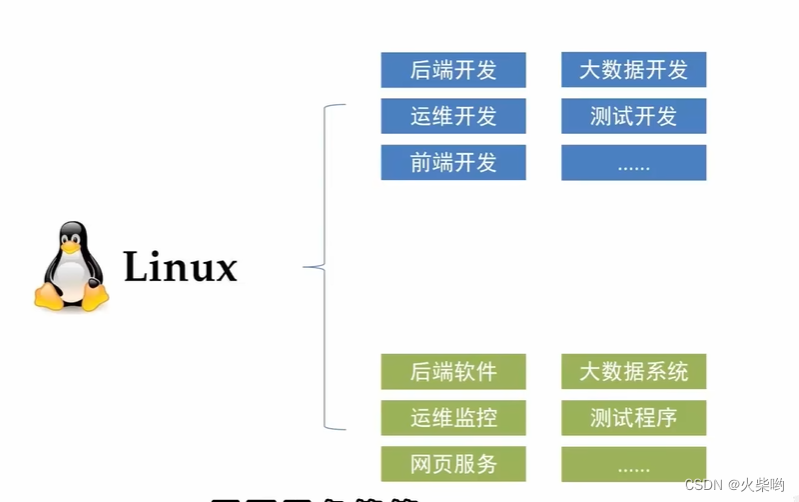 后端开发 大数据开发
运维开发 测试开发
前端开发 ......
Linux
后端软件 大数据系统
运维监控 测试程序
网页服务 ......
CSDN @火柴哟